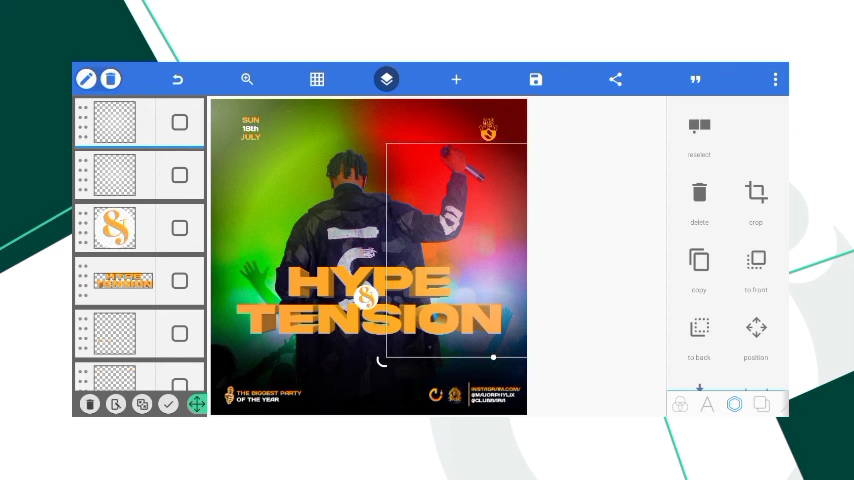 SUN
18th
JULY
HYPE
&
TENSION
THE BIGGEST PARTY
OF THE YEAR
INSTAGRAM.COM/
@MAJORPHYLIX
&
HYPE
TENSION
reselect
delete
crop
copy
to front
to back
position
A